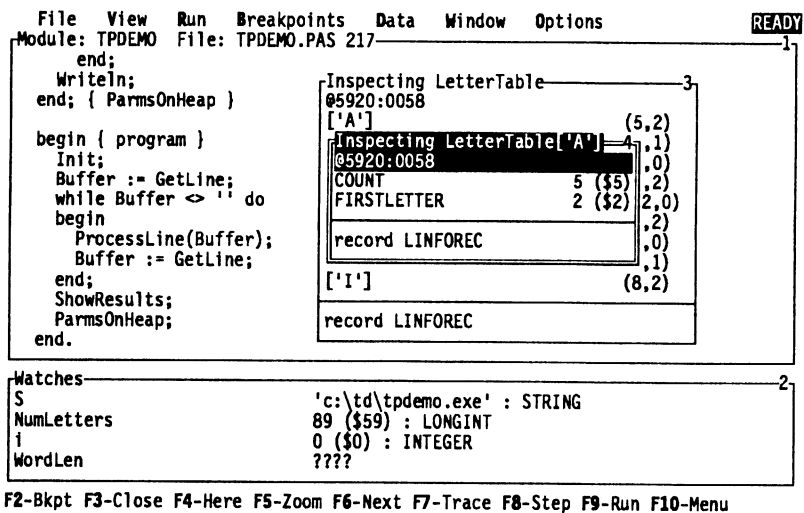 File View Run Breakpoints Data Window Options READY
Module: TPDEMO File: TPDEMO.PAS 217 1
end;
Writeln;
end; { ParmsOnHeap }
begin { program }
Init;
Buffer := GetLine;
while Buffer <> '' do
begin
ProcessLine(Buffer);
Buffer := GetLine;
end;
ShowResults;
ParmsOnHeap;
end.
Inspecting LetterTable 3
@5920:0058
['A'] (5,2)
,1)
,0)
,2)
2,0)
,2)
,0)
,1)
['I'] (8,2)
record LINFOREC
Inspecting LetterTable['A'] 4
@5920:0058
COUNT 5 ($5)
FIRSTLETTER 2 ($2)
record LINFOREC
Watches 2
S 'c:\td\tpdemo.exe' : STRING
NumLetters 89 ($59) : LONGINT
i 0 ($0) : INTEGER
WordLen ????
F2-Bkpt F3-Close F4-Here F5-Zoom F6-Next F7-Trace F8-Step F9-Run F10-Menu